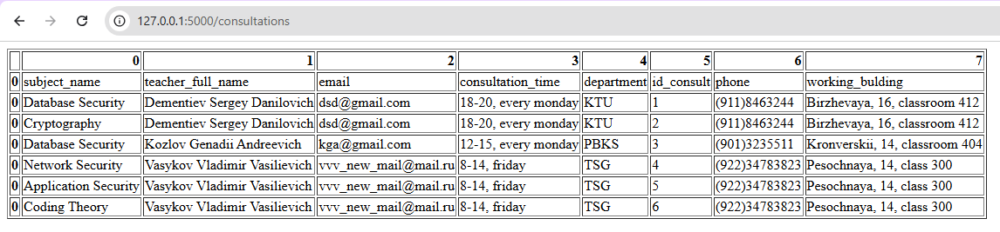 127.0.0.1:5000/consultations
0 1 2 3 4 5 6 7
0 subject_name teacher_full_name email consultation_time department id_consult phone working_bulding
0 Database Security Dementiev Sergey Danilovich dsd@gmail.com 18-20, every monday KTU 1 (911)8463244 Birzhevaya, 16, classroom 412
0 Cryptography Dementiev Sergey Danilovich dsd@gmail.com 18-20, every monday KTU 2 (911)8463244 Birzhevaya, 16, classroom 412
0 Database Security Kozlov Genadii Andreevich kga@gmail.com 12-15, every monday PBKS 3 (901)3235511 Kronverskii, 14, classroom 404
0 Network Security Vasykov Vladimir Vasilievich vvv_new_mail@mail.ru 8-14, friday TSG 4 (922)34783823 Pesochnaya, 14, class 300
0 Application Security Vasykov Vladimir Vasilievich vvv_new_mail@mail.ru 8-14, friday TSG 5 (922)34783823 Pesochnaya, 14, class 300
0 Coding Theory Vasykov Vladimir Vasilievich vvv_new_mail@mail.ru 8-14, friday TSG 6 (922)34783823 Pesochnaya, 14, class 300